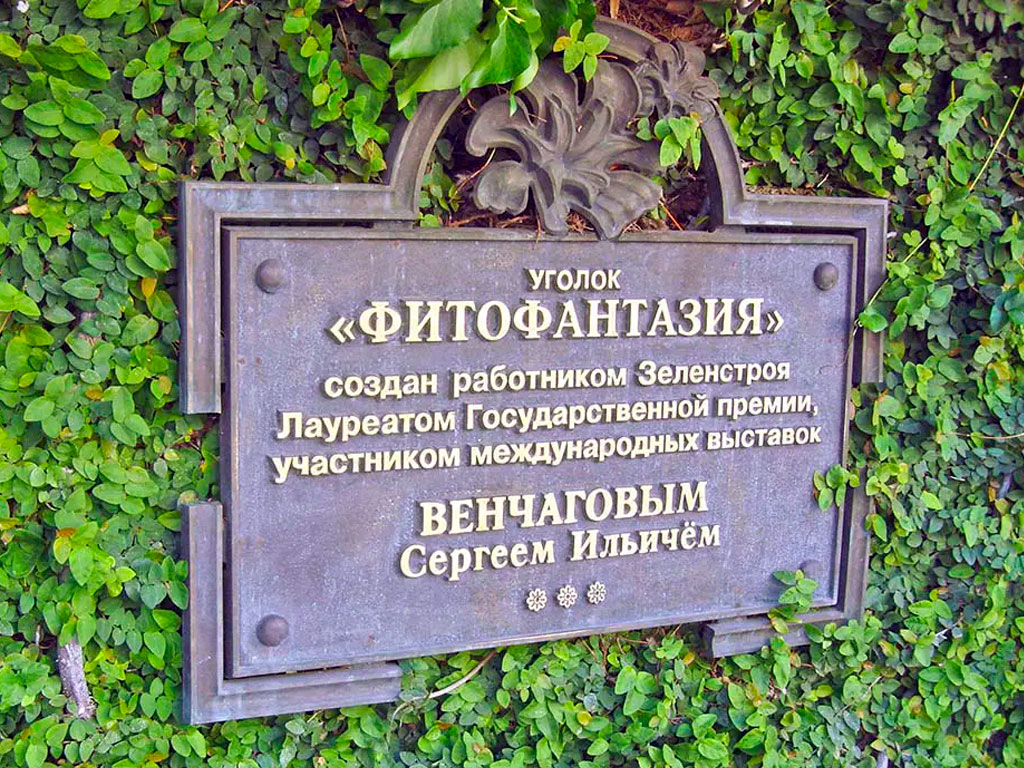 УГОЛОК
«ФИТОФАНТАЗИЯ»
создан работником Зеленстроя
Лауреатом Государственной премии,
участником международных выставок
ВЕНЧАГОВЫМ
Сергеем Ильичём